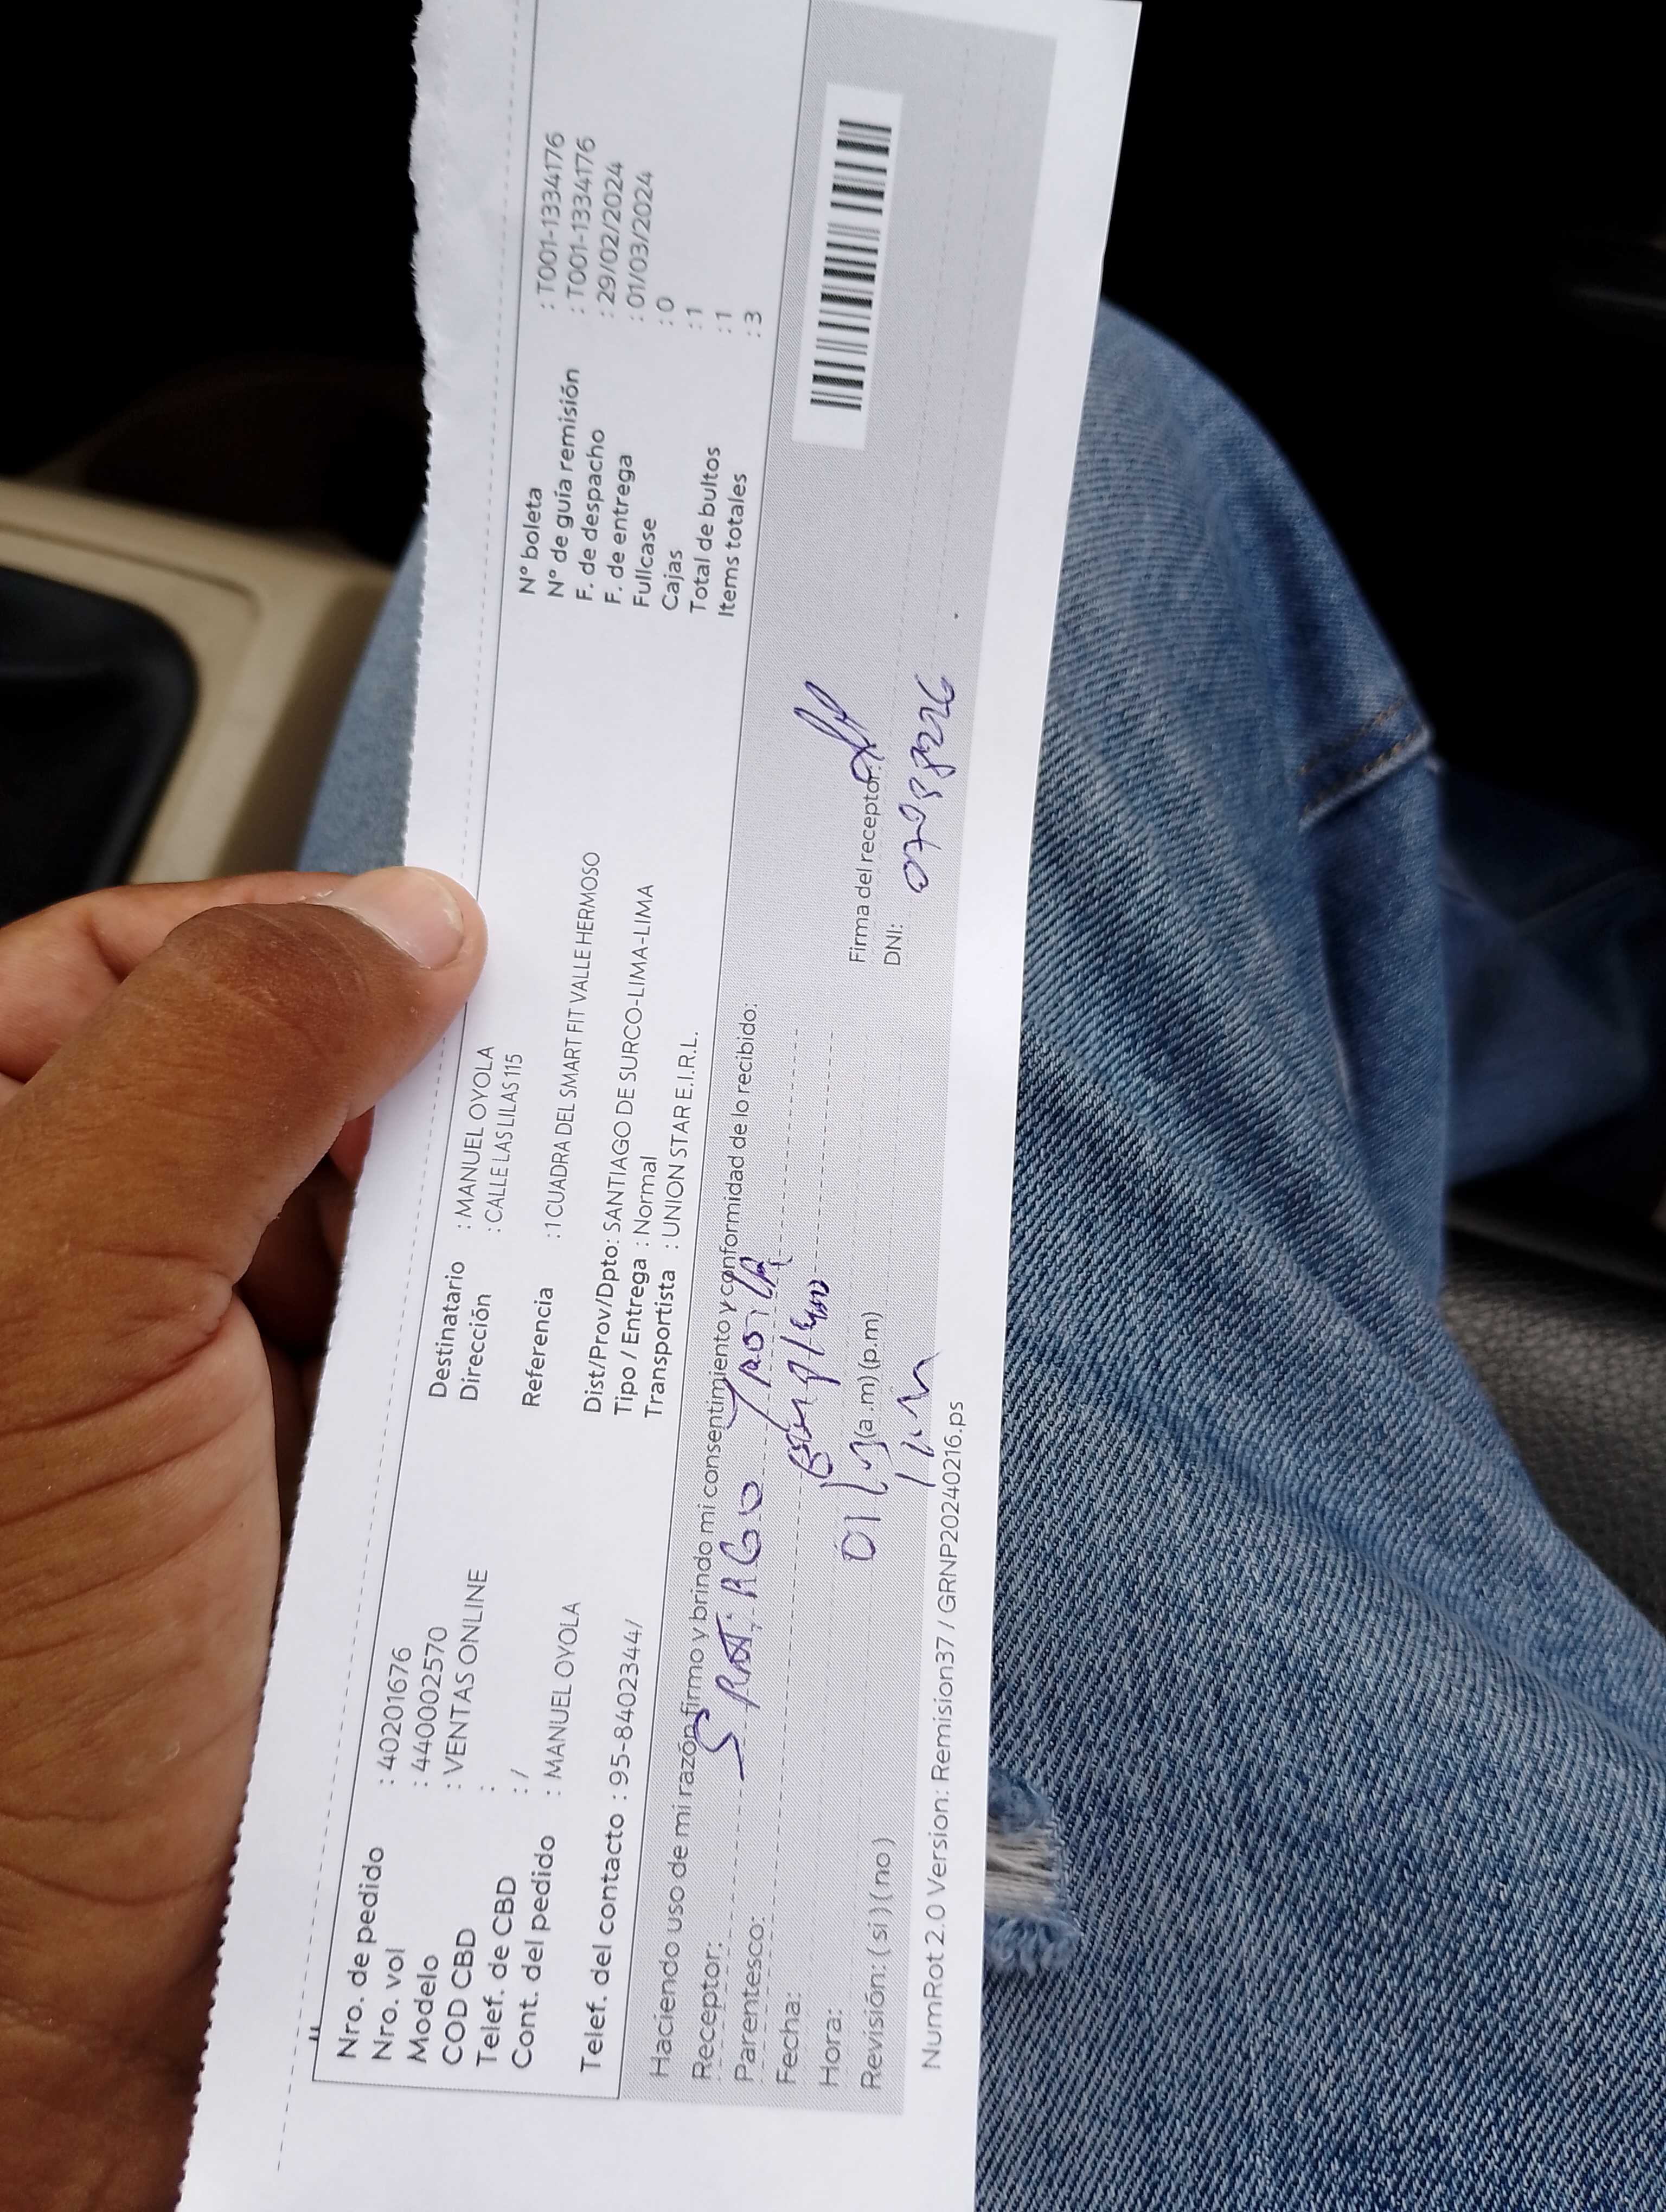 Nro. de pedido : 40201676
Nro. vol : 440002570
Modelo : VENTAS ONLINE
COD CBD :
Telef. de CBD : /
Cont. del pedido : MANUEL OYOLA
Telef. del contacto : 95-8402344/
Destinatario : MANUEL OYOLA
Dirección : CALLE LAS LILAS 115
Referencia : 1 CUADRA DEL SMART FIT VALLE HERMOSO
Dist/Prov/Dpto: SANTIAGO DE SURCO-LIMA-LIMA
Tipo / Entrega : Normal
Transportista : UNION STAR E.I.R.L.
N° boleta : T001-1334176
N° de guía remisión : T001-1334176
F. de despacho : 29/02/2024
F. de entrega : 01/03/2024
Fullcase : 0
Cajas : 1
Total de bultos : 1
Items totales : 3
Haciendo uso de mi razón firmo y brindo mi consentimiento y conformidad de lo recibido:
Receptor:
Parentesco:
Fecha:
Hora: (a .m) (p.m)
Revisión: ( si ) ( no )
Firma del receptor:
DNI:
NumRot 2.0 Version: Remision37 / GRNP20240216.ps